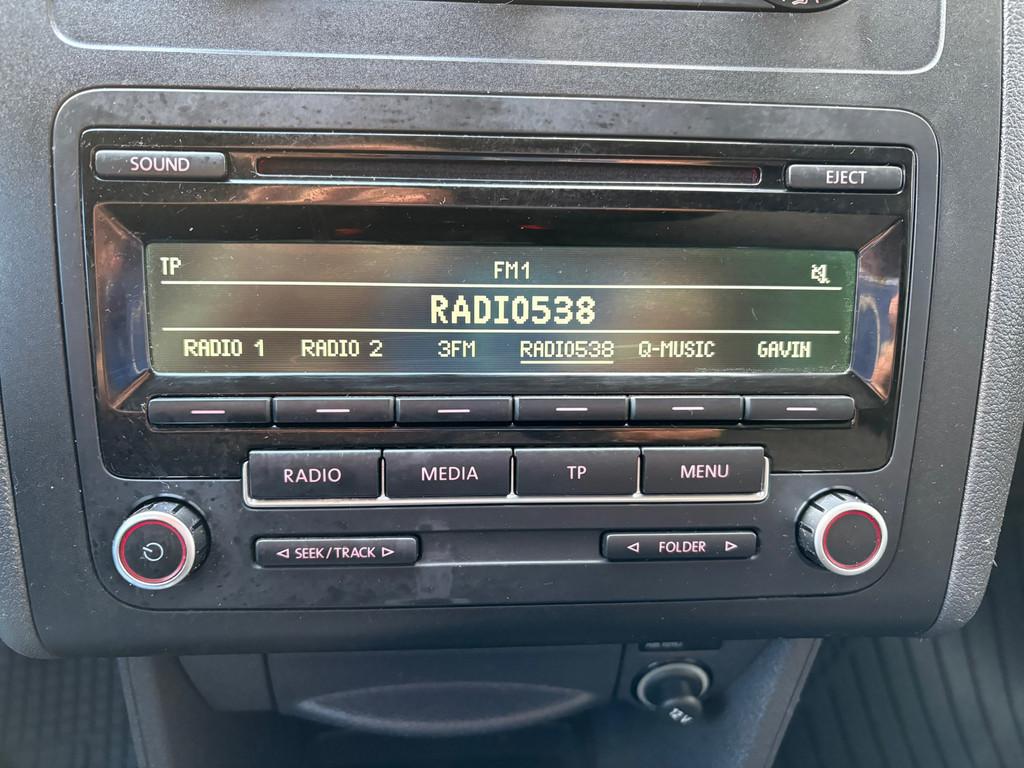 SOUND EJECT
TP FM1
RADIO538
RADIO 1 RADIO 2 3FM RADIO538 Q-MUSIC GAVIN
RADIO MEDIA TP MENU
SEEK/TRACK FOLDER
12V